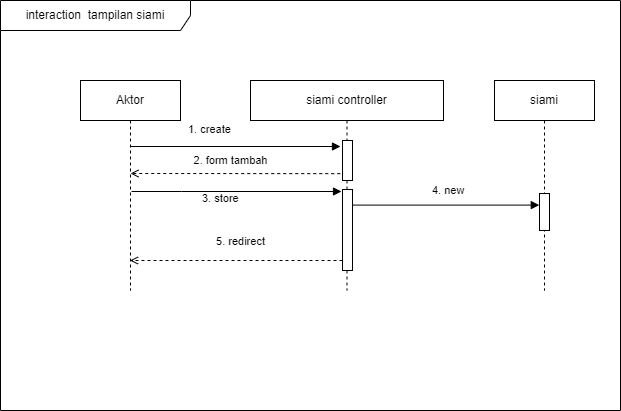 interaction tampilan siami
Aktor
siami controller
siami
1. create
2. form tambah
3. store
4. new
5. redirect